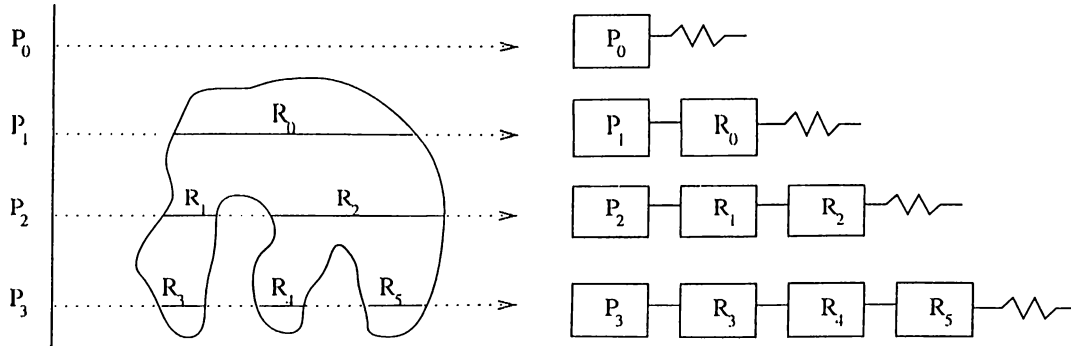 P₀ P₀
R₀
P₁ P₁ R₀
R₁ R₂
P₂ P₂ R₁ R₂
R₃ R₄ R₅
P₃ P₃ R₃ R₄ R₅